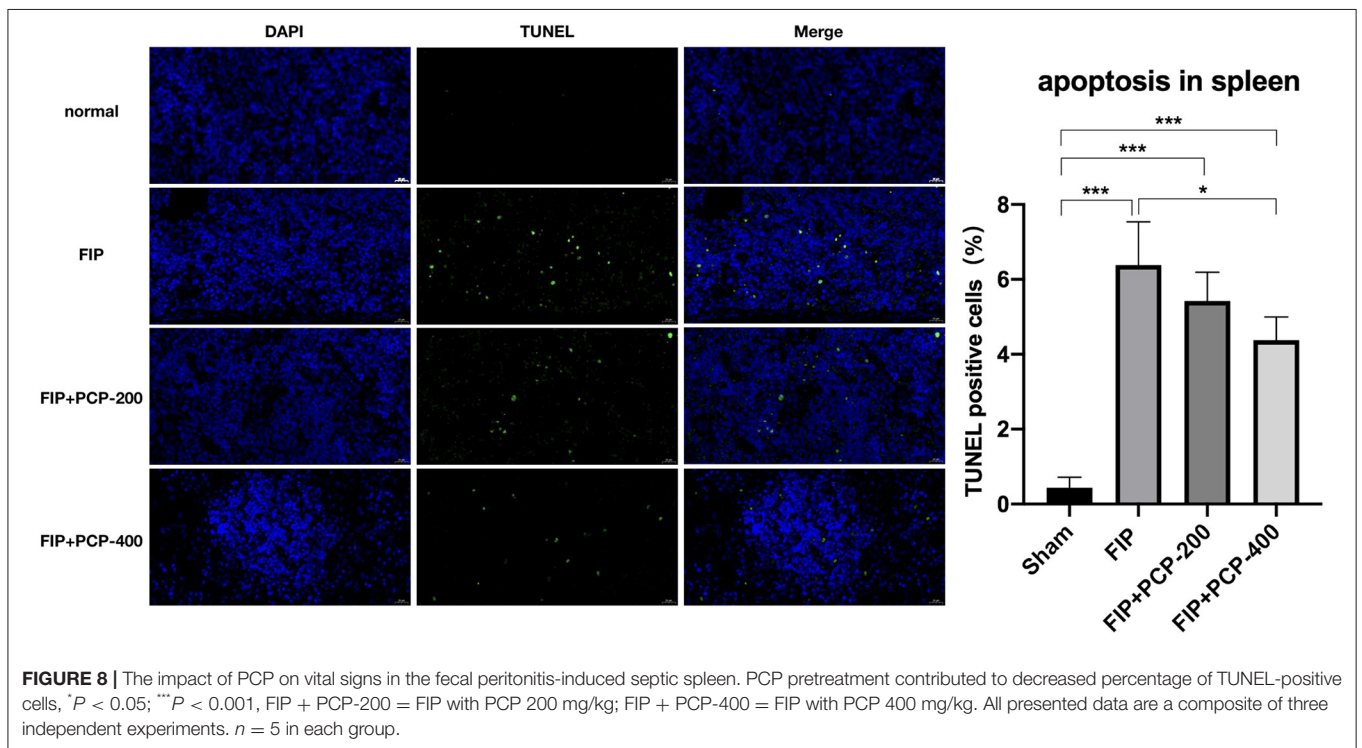 DAPI
TUNEL
Merge
normal
FIP
FIP+PCP-200
FIP+PCP-400
apoptosis in spleen
***
***
***
*
TUNEL positive cells (%)
8
6
4
2
0
Sham
FIP
FIP+PCP-200
FIP+PCP-400
FIGURE 8 | The impact of PCP on vital signs in the fecal peritonitis-induced septic spleen. PCP pretreatment contributed to decreased percentage of TUNEL-positive
cells, *P < 0.05; ***P < 0.001, FIP + PCP-200 = FIP with PCP 200 mg/kg; FIP + PCP-400 = FIP with PCP 400 mg/kg. All presented data are a composite of three
independent experiments. n = 5 in each group.